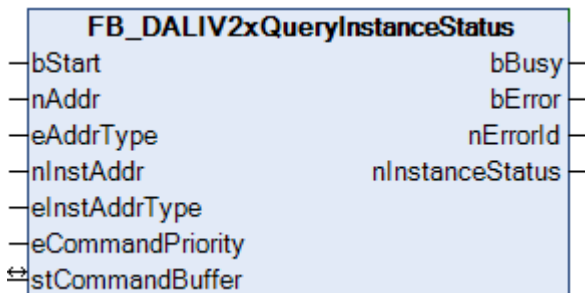 FB_DALIV2xQueryInstanceStatus
bStart bBusy
nAddr bError
eAddrType nErrorId
nInstAddr nInstanceStatus
eInstAddrType
eCommandPriority
stCommandBuffer